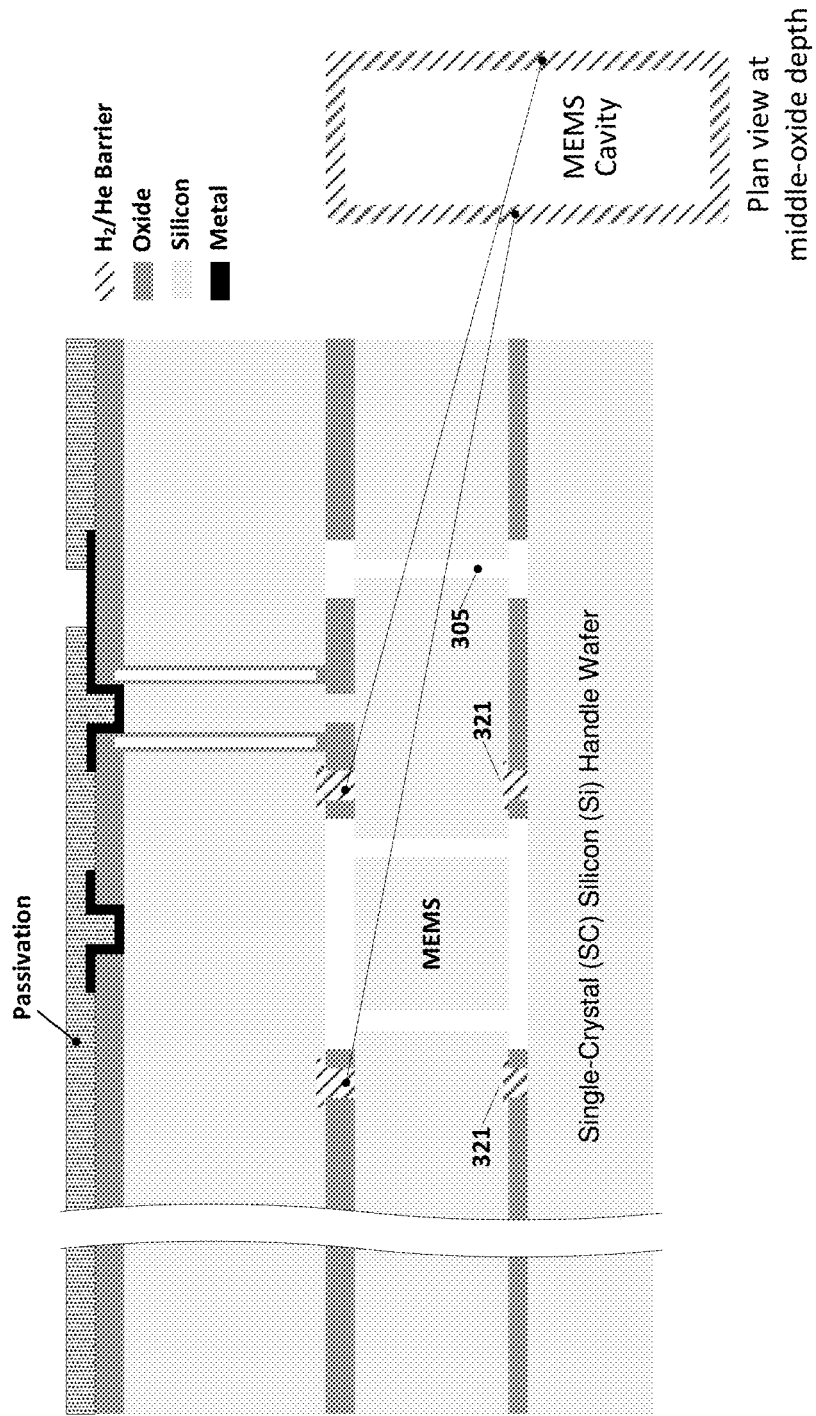 Passivation
H₂/He Barrier
Oxide
Silicon
Metal
321
MEMS
321
305
Single-Crystal (SC) Silicon (Si) Handle Wafer
MEMS
Cavity
Plan view at
middle-oxide depth